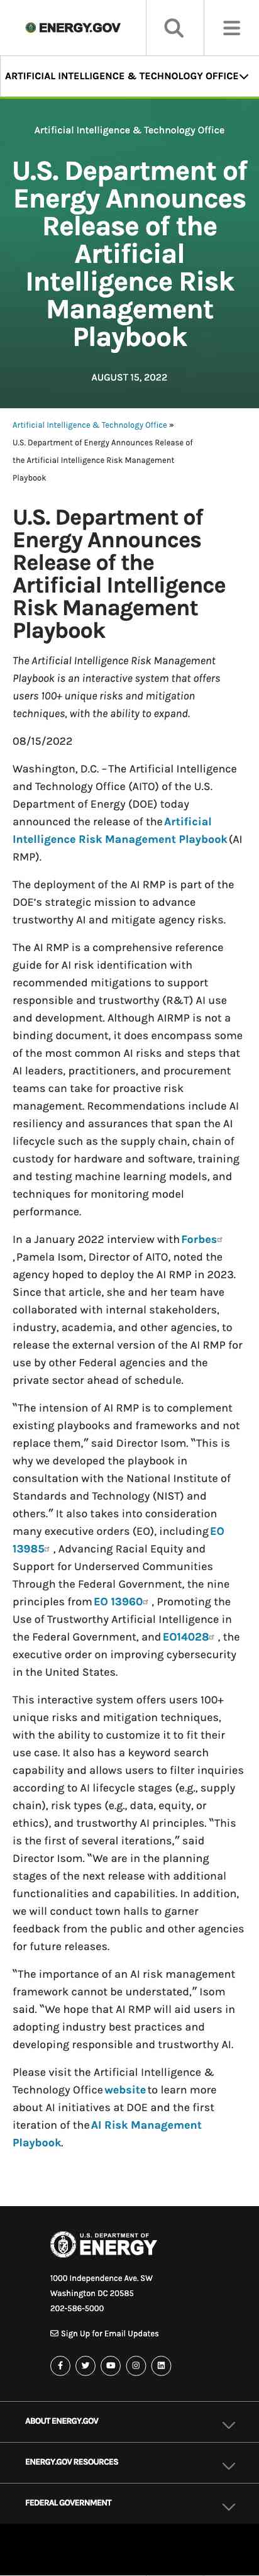 ENERGY.GOV
ARTIFICIAL INTELLIGENCE & TECHNOLOGY OFFICE
Artificial Intelligence & Technology Office
U.S. Department of
Energy Announces
Release of the
Artificial
Intelligence Risk
Management
Playbook
AUGUST 15, 2022
Artificial Intelligence & Technology Office »
U.S. Department of Energy Announces Release of
the Artificial Intelligence Risk Management
Playbook
U.S. Department of
Energy Announces
Release of the
Artificial Intelligence
Risk Management
Playbook
The Artificial Intelligence Risk Management
Playbook is an interactive system that offers
users 100+ unique risks and mitigation
techniques, with the ability to expand.
08/15/2022
Washington, D.C. – The Artificial Intelligence
and Technology Office (AITO) of the U.S.
Department of Energy (DOE) today
announced the release of the Artificial
Intelligence Risk Management Playbook (AI
RMP).
The deployment of the AI RMP is part of the
DOE's strategic mission to advance
trustworthy AI and mitigate agency risks.
The AI RMP is a comprehensive reference
guide for AI risk identification with
recommended mitigations to support
responsible and trustworthy (R&T) AI use
and development. Although AIRMP is not a
binding document, it does encompass some
of the most common AI risks and steps that
AI leaders, practitioners, and procurement
teams can take for proactive risk
management. Recommendations include AI
reviews and assurances that span the AI
lifecycle such as the supply chain, chain of
custody for hardware and software, training
and testing machine learning models, and
techniques for monitoring model
performance.
In a January 2022 interview with Forbes
, Pamela Isom, Director of AITO, noted the
agency hoped to deploy the AI RMP in 2023.
Since that article, she and her team have
collaborated with internal stakeholders,
industry, academia, and other agencies, to
release the external version of the AI RMP for
use by other Federal agencies and the
private sector ahead of schedule.
"The intension of AI RMP is to complement
existing playbooks and frameworks and not
replace them," said Director Isom. "This is
why we developed the playbook in
consultation with the National Institute of
Standards and Technology (NIST) and
others." It also takes into consideration
many executive orders (EO), including EO
13985 , Advancing Racial Equity and
Support for Underserved Communities
Through the Federal Government, the nine
principles from EO 13960 , Promoting the
Use of Trustworthy Artificial Intelligence in
the Federal Government, and EO14028 , the
executive order on improving cybersecurity
in the United States.
This interactive system offers users 100+
unique risks and mitigation techniques,
with the ability to customize it to fit their
use case. It also has a keyword search
capability and allows users to filter inquiries
according to AI lifecycle stages (e.g., supply
chain), risk types (e.g., data, equity, or
ethics), and trustworthy AI principles. "This
is the first of several iterations," said
Director Isom. "We are in the planning
stages of the next release with additional
functionalities and capabilities. In addition,
we will conduct town halls to garner
feedback from the public and other agencies
for future releases.
"The importance of an AI risk management
framework cannot be understated," Isom
said. "We hope that AI RMP will aid users in
adopting industry best practices and
developing responsible and trustworthy AI.
Please visit the Artificial Intelligence &
Technology Office website to learn more
about AI initiatives at DOE and the first
iteration of the AI Risk Management
Playbook.
U.S. DEPARTMENT OF
ENERGY
1000 Independence Ave. SW
Washington DC 20585
202-586-5000
Sign Up for Email Updates
ABOUT ENERGY.GOV
ENERGY.GOV RESOURCES
FEDERAL GOVERNMENT